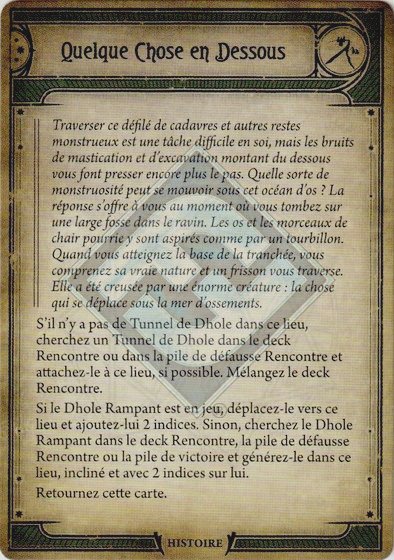 Quelque Chose en Dessous
Traverser ce défilé de cadavres et autres restes
monstrueux est une tâche difficile en soi, mais les bruits
de mastication et d'excavation montant du dessous
vous font presser encore plus le pas. Quelle sorte de
monstruosité peut se mouvoir sous cet océan d'os ? La
réponse s'offre à vous au moment où vous tombez sur
une large fosse dans le ravin. Les os et les morceaux de
chair pourrie y sont aspirés comme par un tourbillon.
Quand vous atteignez la base de la tranchée, vous
comprenez sa vraie nature et un frisson vous traverse.
Elle a été creusée par une énorme créature : la chose
qui se déplace sous la mer d'ossements.
S'il n'y a pas de Tunnel de Dhole dans ce lieu,
cherchez un Tunnel de Dhole dans le deck
Rencontre ou dans la pile de défausse Rencontre et
attachez-le à ce lieu, si possible. Mélangez le deck
Rencontre.
Si le Dhole Rampant est en jeu, déplacez-le vers ce
lieu et ajoutez-lui 2 indices. Sinon, cherchez le Dhole
Rampant dans le deck Rencontre, la pile de défausse
Rencontre ou la pile de victoire et générez-le dans ce
lieu, incliné et avec 2 indices sur lui.
Retournez cette carte.
HISTOIRE